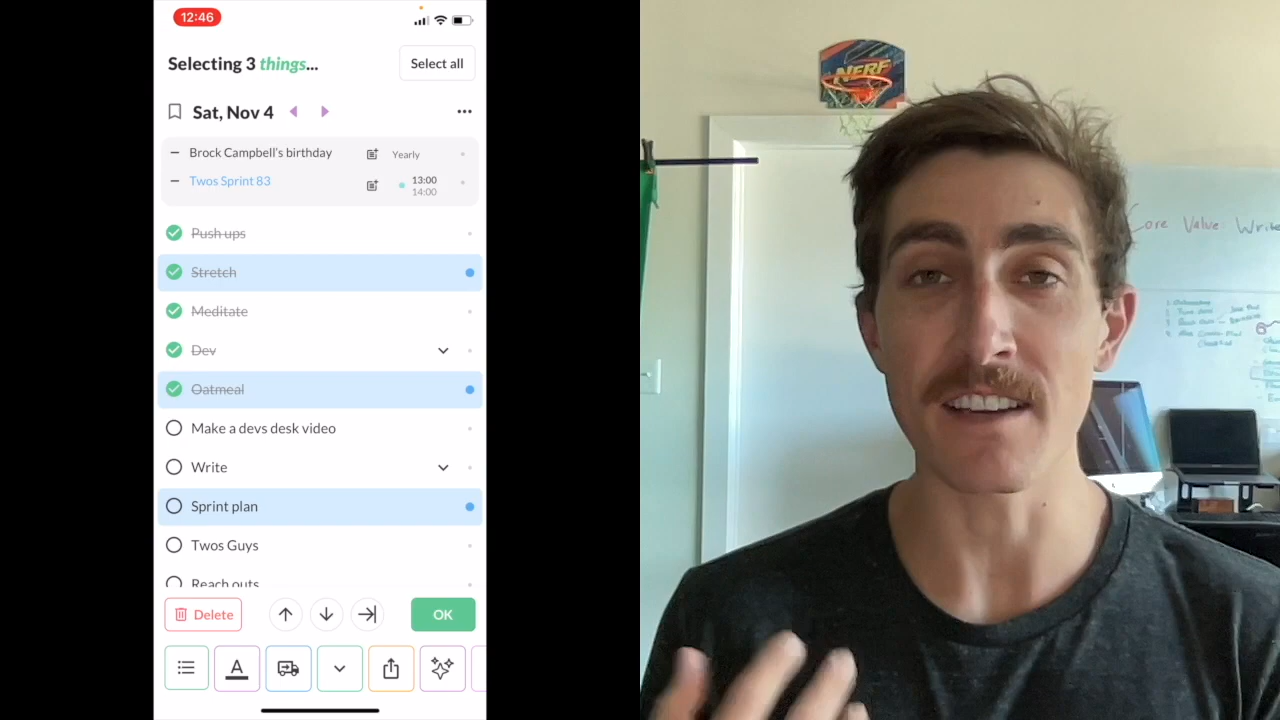 12:46
Selecting 3 things...
Select all
Sat, Nov 4
Brock Campbell's birthday
Yearly
Twos Sprint 83
13:00
14:00
Push ups
Stretch
Meditate
Dev
Oatmeal
Make a devs desk video
Write
Sprint plan
Twos Guys
Reach outs
Delete
OK
A
NERF
Core Value Write